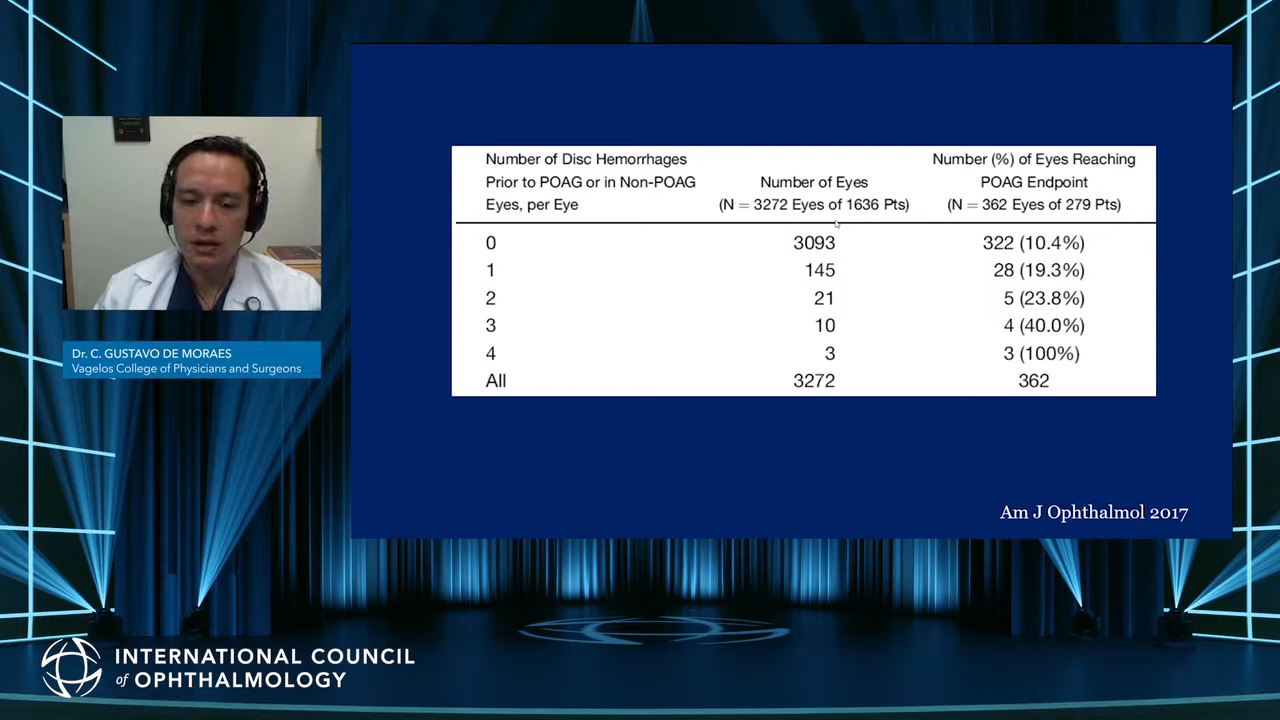 Number of Disc Hemorrhages
Prior to POAG or in Non-POAG
Eyes, per Eye
Number of Eyes
(N = 3272 Eyes of 1636 Pts)
Number (%) of Eyes Reaching
POAG Endpoint
(N = 362 Eyes of 279 Pts)
0 3093 322 (10.4%)
1 145 28 (19.3%)
2 21 5 (23.8%)
3 10 4 (40.0%)
4 3 3 (100%)
All 3272 362
Am J Ophthalmol 2017
Dr. C. GUSTAVO DE MORAES
Vagelos College of Physicians and Surgeons
INTERNATIONAL COUNCIL
of OPHTHALMOLOGY